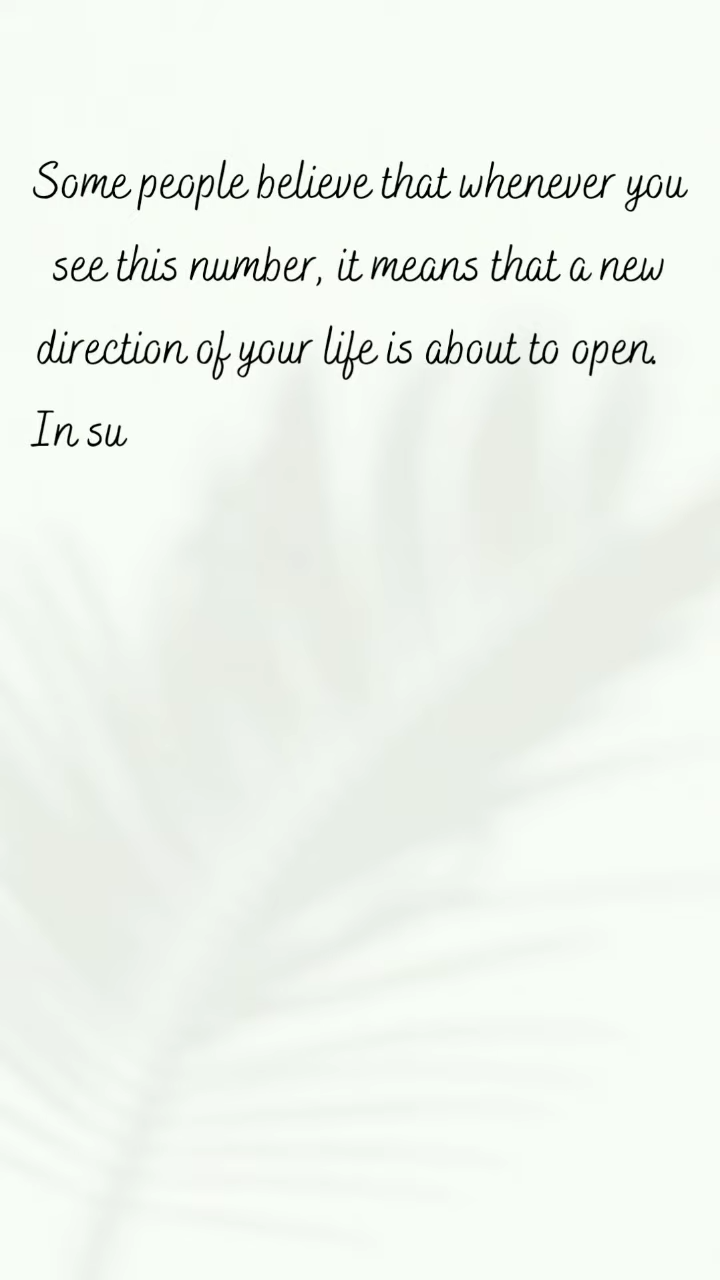 Some people believe that whenever you
see this number, it means that a new
direction of your life is about to open.
In su